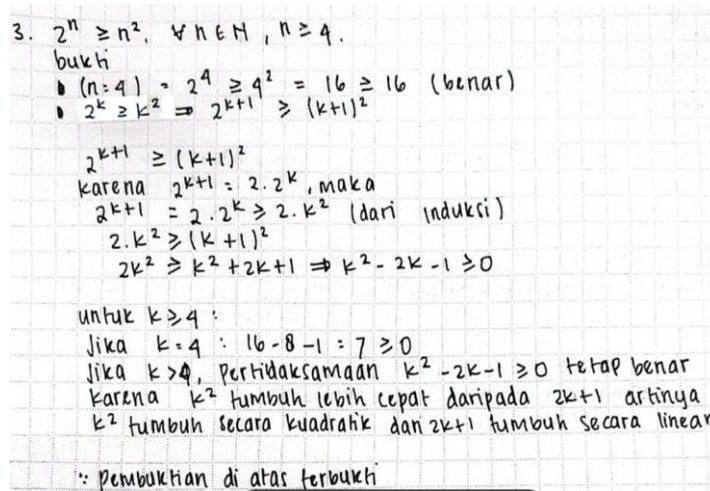 3. 2ⁿ ≥ n², ∀ n ∈ N, n ≥ 4.
bukti
• (n=4) = 2⁴ ≥ 4² = 16 ≥ 16 (benar)
• 2ᵏ ≥ k² ⇒ 2ᵏ⁺¹ ≥ (k+1)²
2ᵏ⁺¹ ≥ (k+1)²
karena 2ᵏ⁺¹ = 2.2ᵏ, maka
2ᵏ⁺¹ = 2.2ᵏ ≥ 2.k² (dari induksi)
2.k² ≥ (k+1)²
2k² ≥ k²+2k+1 ⇒ k²-2k-1 ≥ 0
untuk k ≥ 4 :
Jika k=4 : 16-8-1 = 7 ≥ 0
Jika k>4, Pertidaksamaan k²-2k-1 ≥ 0 tetap benar
karena k² tumbuh lebih cepat daripada 2k+1 artinya
k² tumbuh secara kuadratik dan 2k+1 tumbuh secara linear
∴ pembuktian di atas terbukti